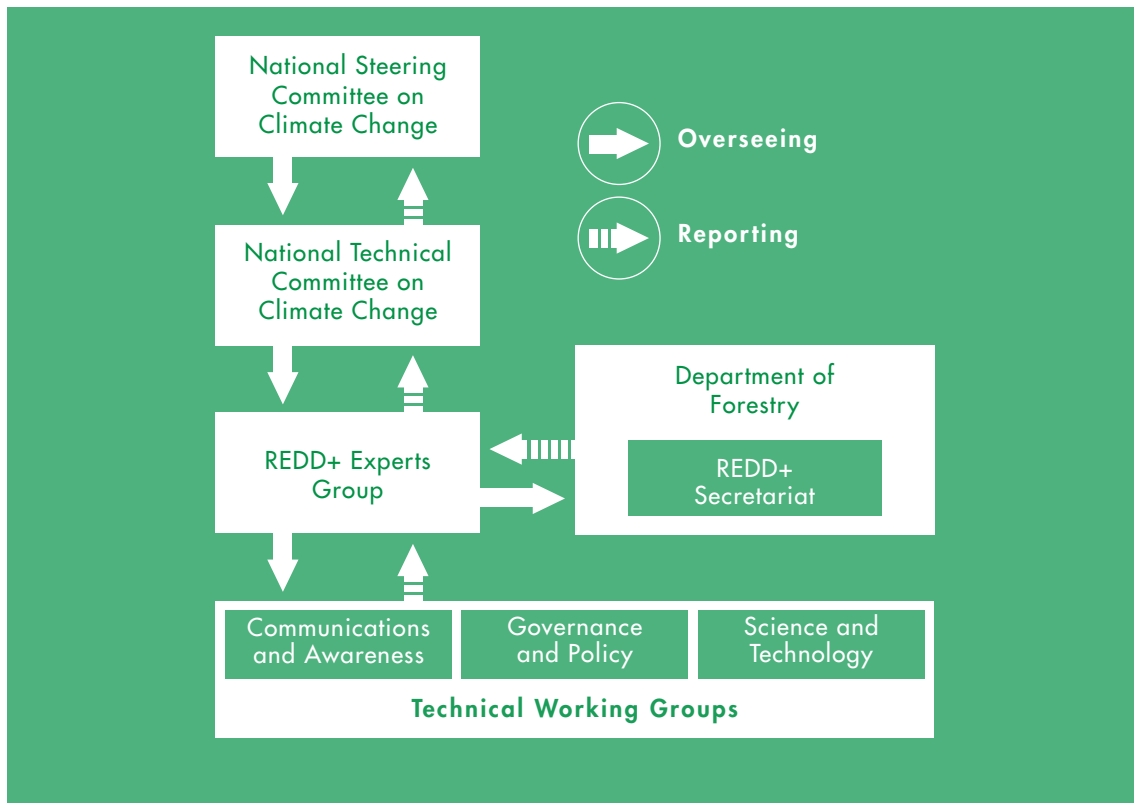 National Steering
Committee on
Climate Change
Overseeing
Reporting
National Technical
Committee on
Climate Change
Department of
Forestry
REDD+ Experts
Group
REDD+
Secretariat
Communications
and Awareness
Governance
and Policy
Science and
Technology
Technical Working Groups